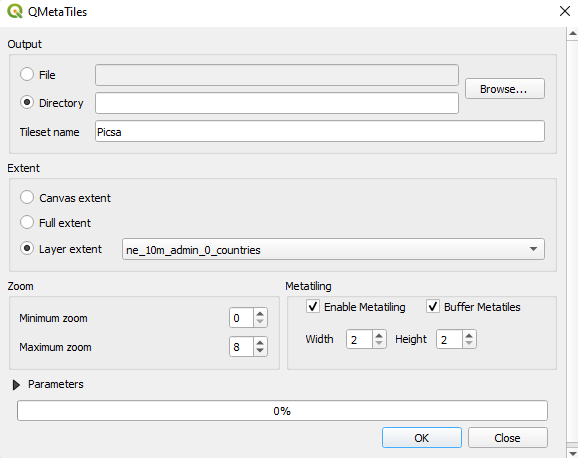 QMetaTiles
Output
File
Directory
Browse...
Tileset name Picsa
Extent
Canvas extent
Full extent
Layer extent ne_10m_admin_0_countries
Zoom
Minimum zoom 0
Maximum zoom 8
Metatiling
Enable Metatiling Buffer Metatiles
Width 2 Height 2
Parameters
0%
OK Close